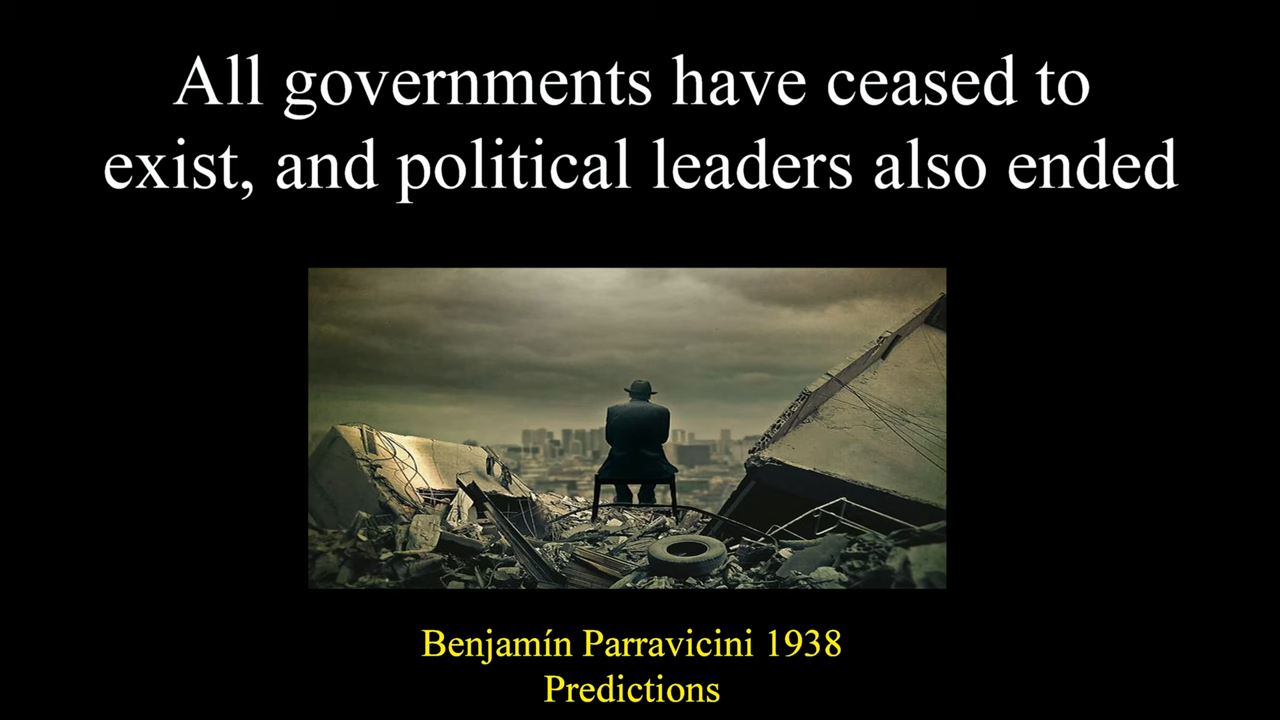 All governments have ceased to
exist, and political leaders also ended
Benjamín Parravicini 1938
Predictions